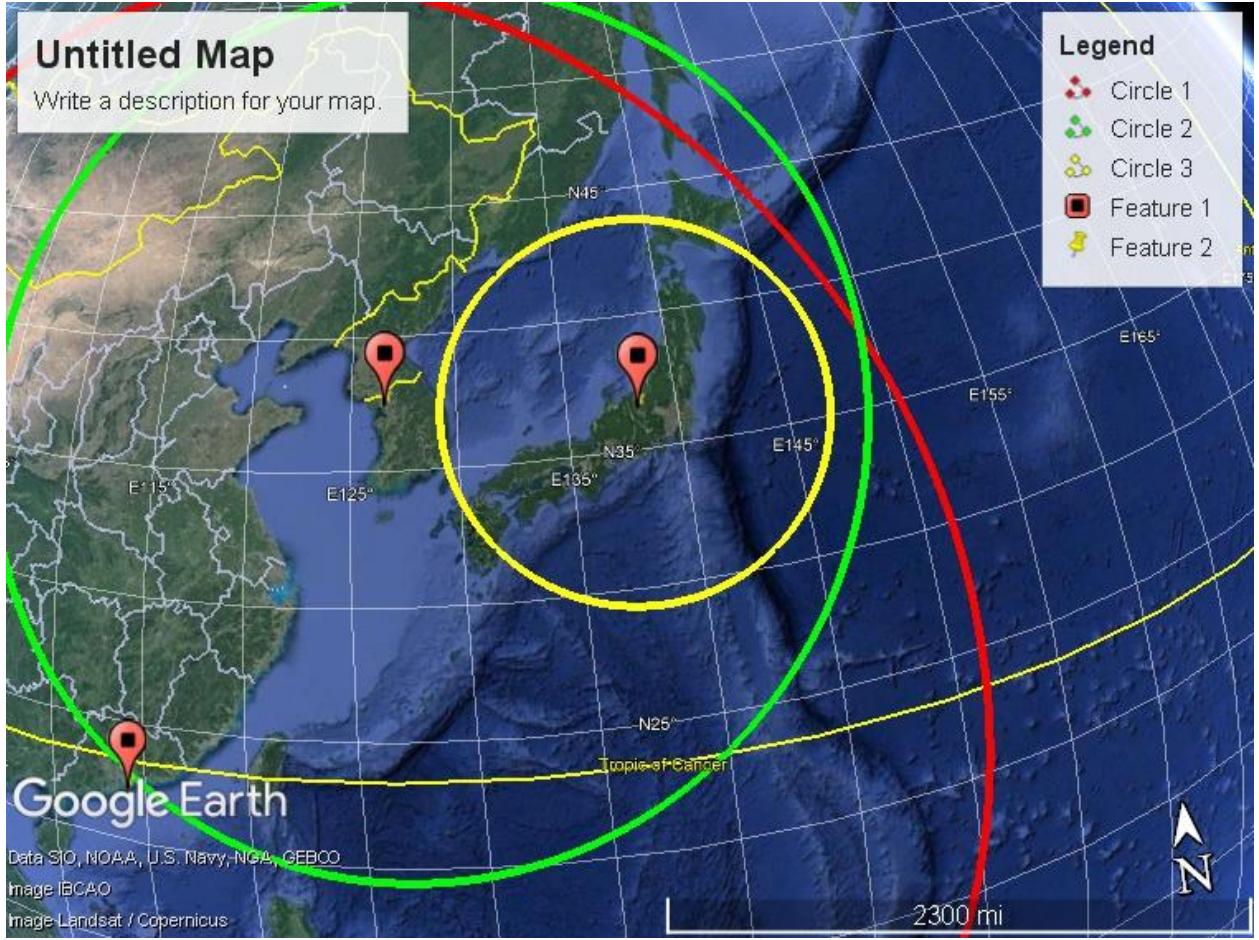 Untitled Map
Write a description for your map.
Legend
Circle 1
Circle 2
Circle 3
Feature 1
Feature 2
N45°
E165°
E155°
E145°
N35°
E135°
E125°
E115°
N25°
Tropic of Cancer
Google Earth
Data SIO, NOAA, U.S. Navy, NGA, GEBCO
Image IBCAO
Image Landsat / Copernicus
2300 mi
N